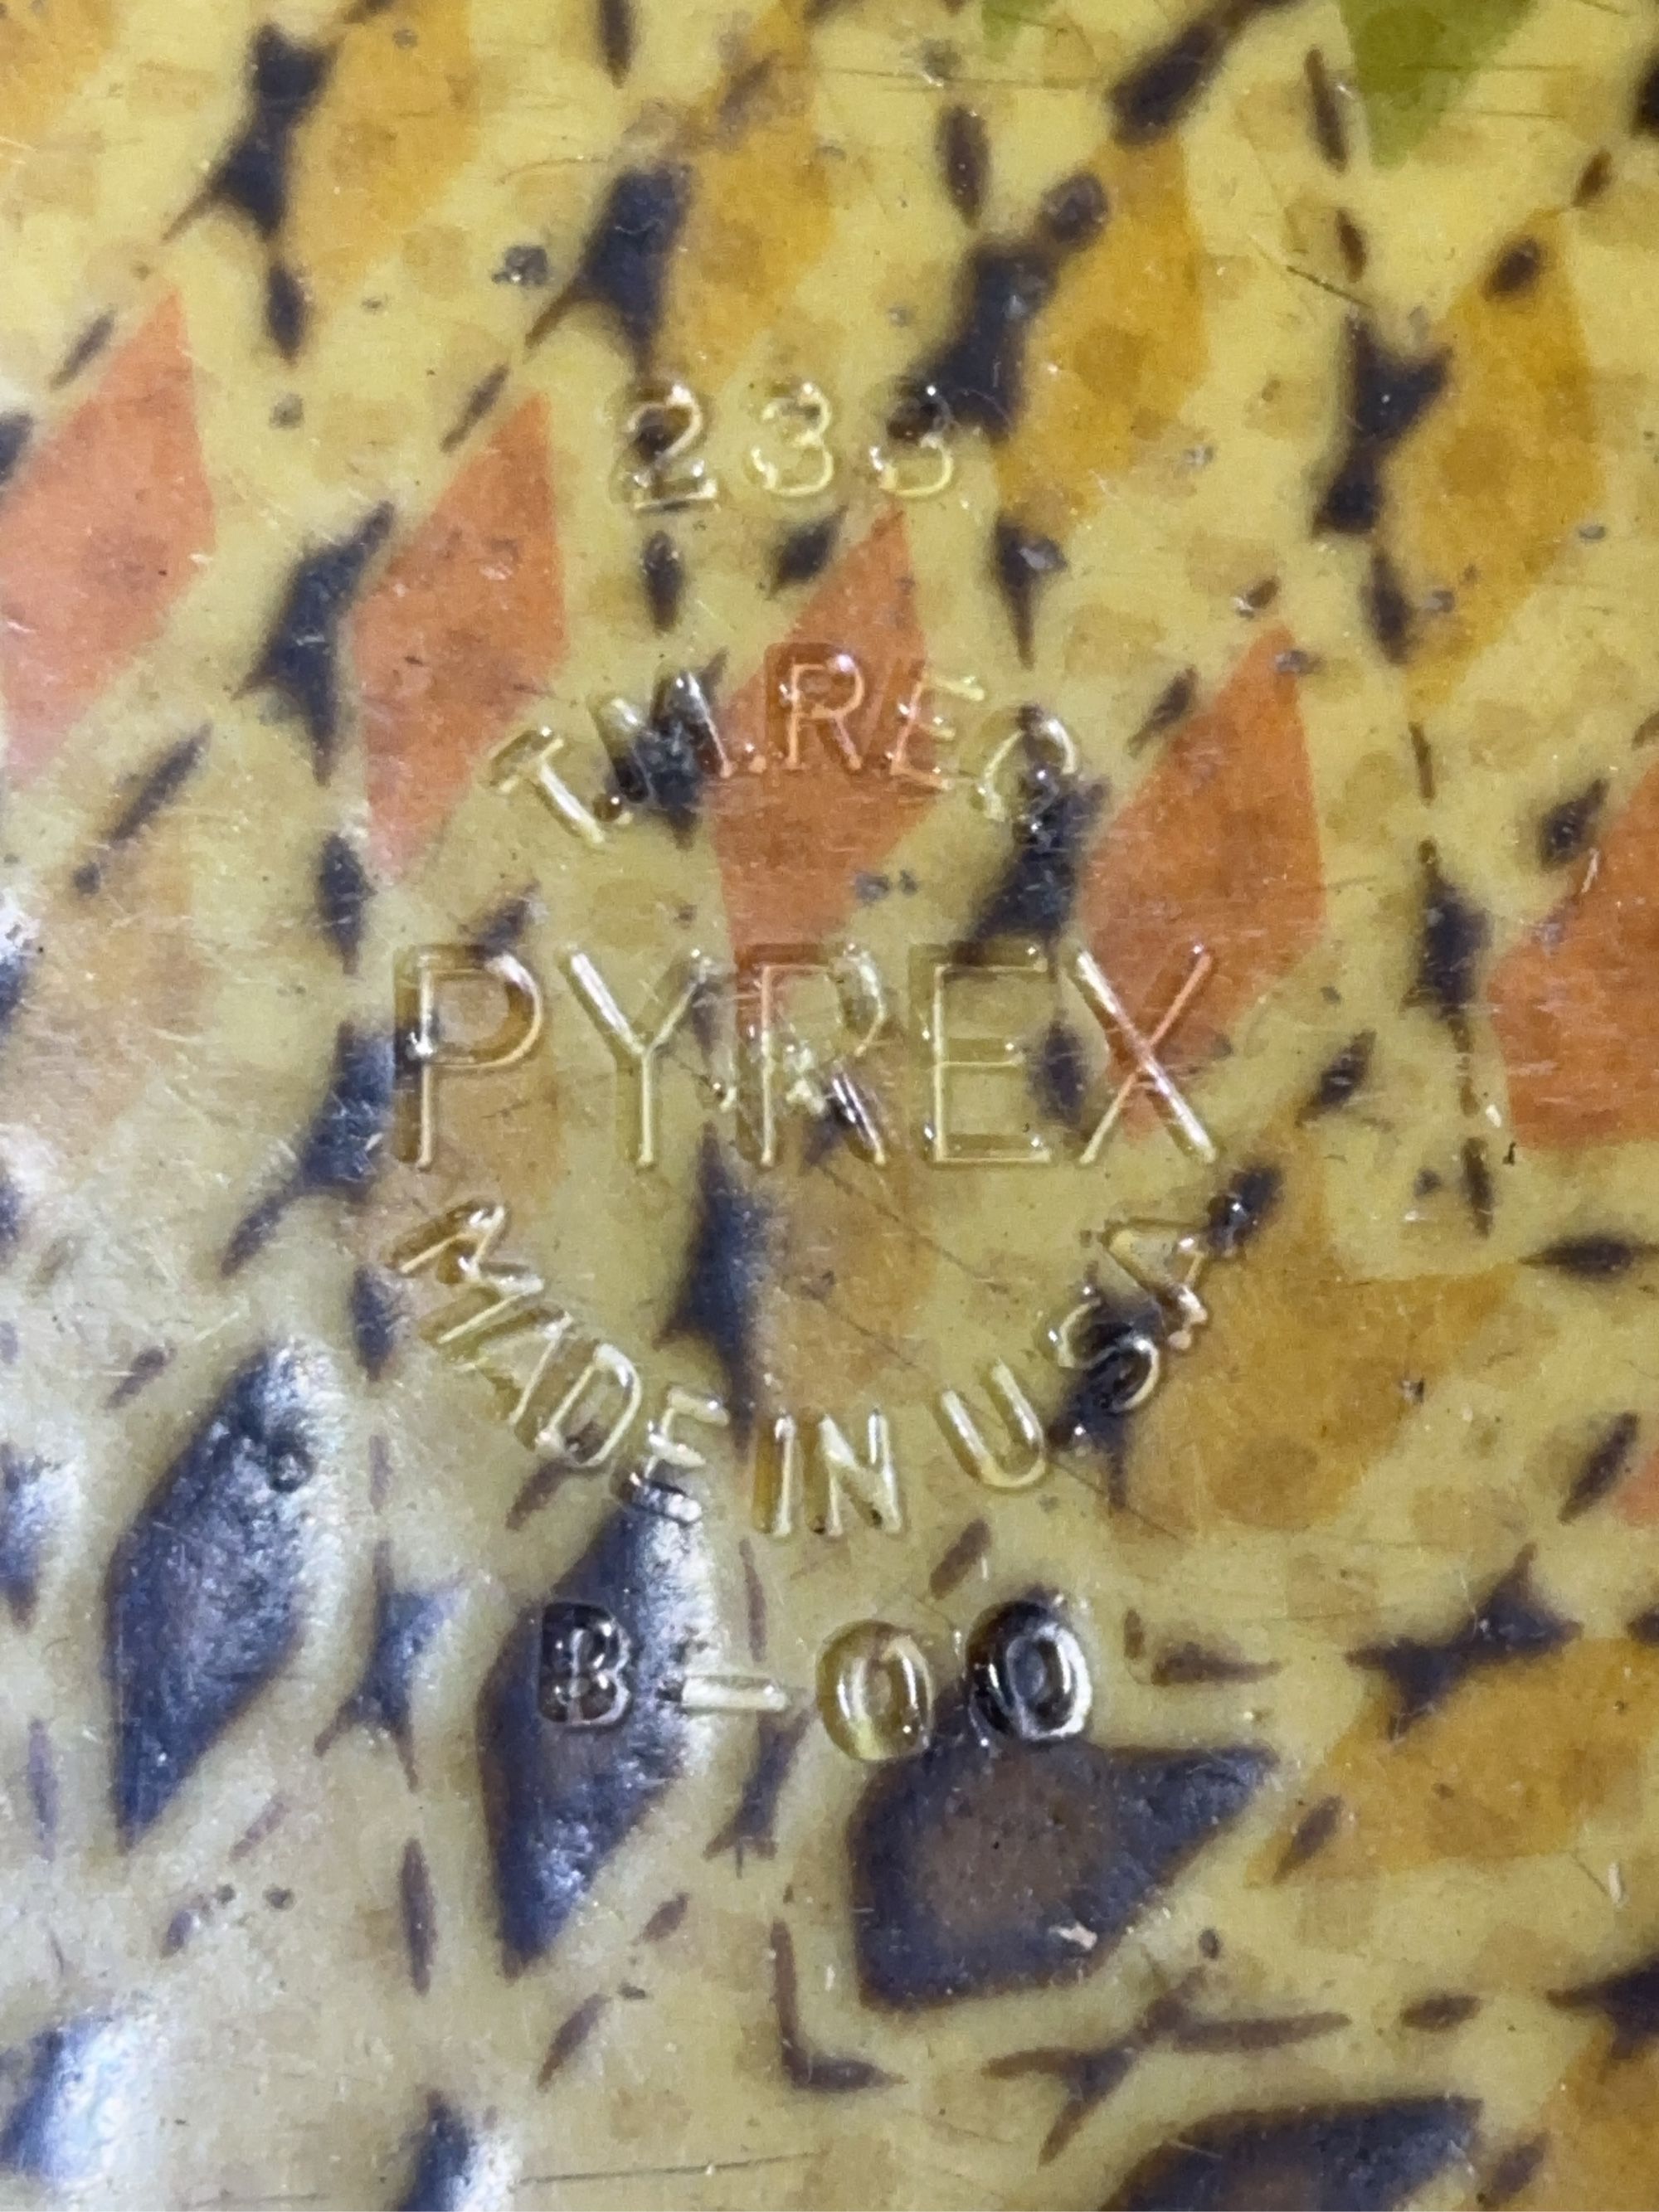 233
T.M.REG
PYREX
MADE IN USA
B-00